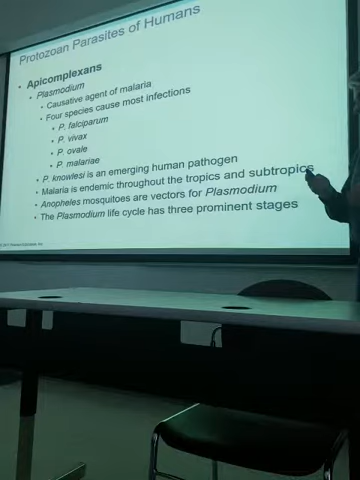 Protozoan Parasites of Humans
• Apicomplexans
• Plasmodium
• Causative agent of malaria
• Four species cause most infections
• P. falciparum
• P. vivax
• P. ovale
• P. malariae
• P. knowlesi is an emerging human pathogen
• Malaria is endemic throughout the tropics and subtropics
• Anopheles mosquitoes are vectors for Plasmodium
• The Plasmodium life cycle has three prominent stages